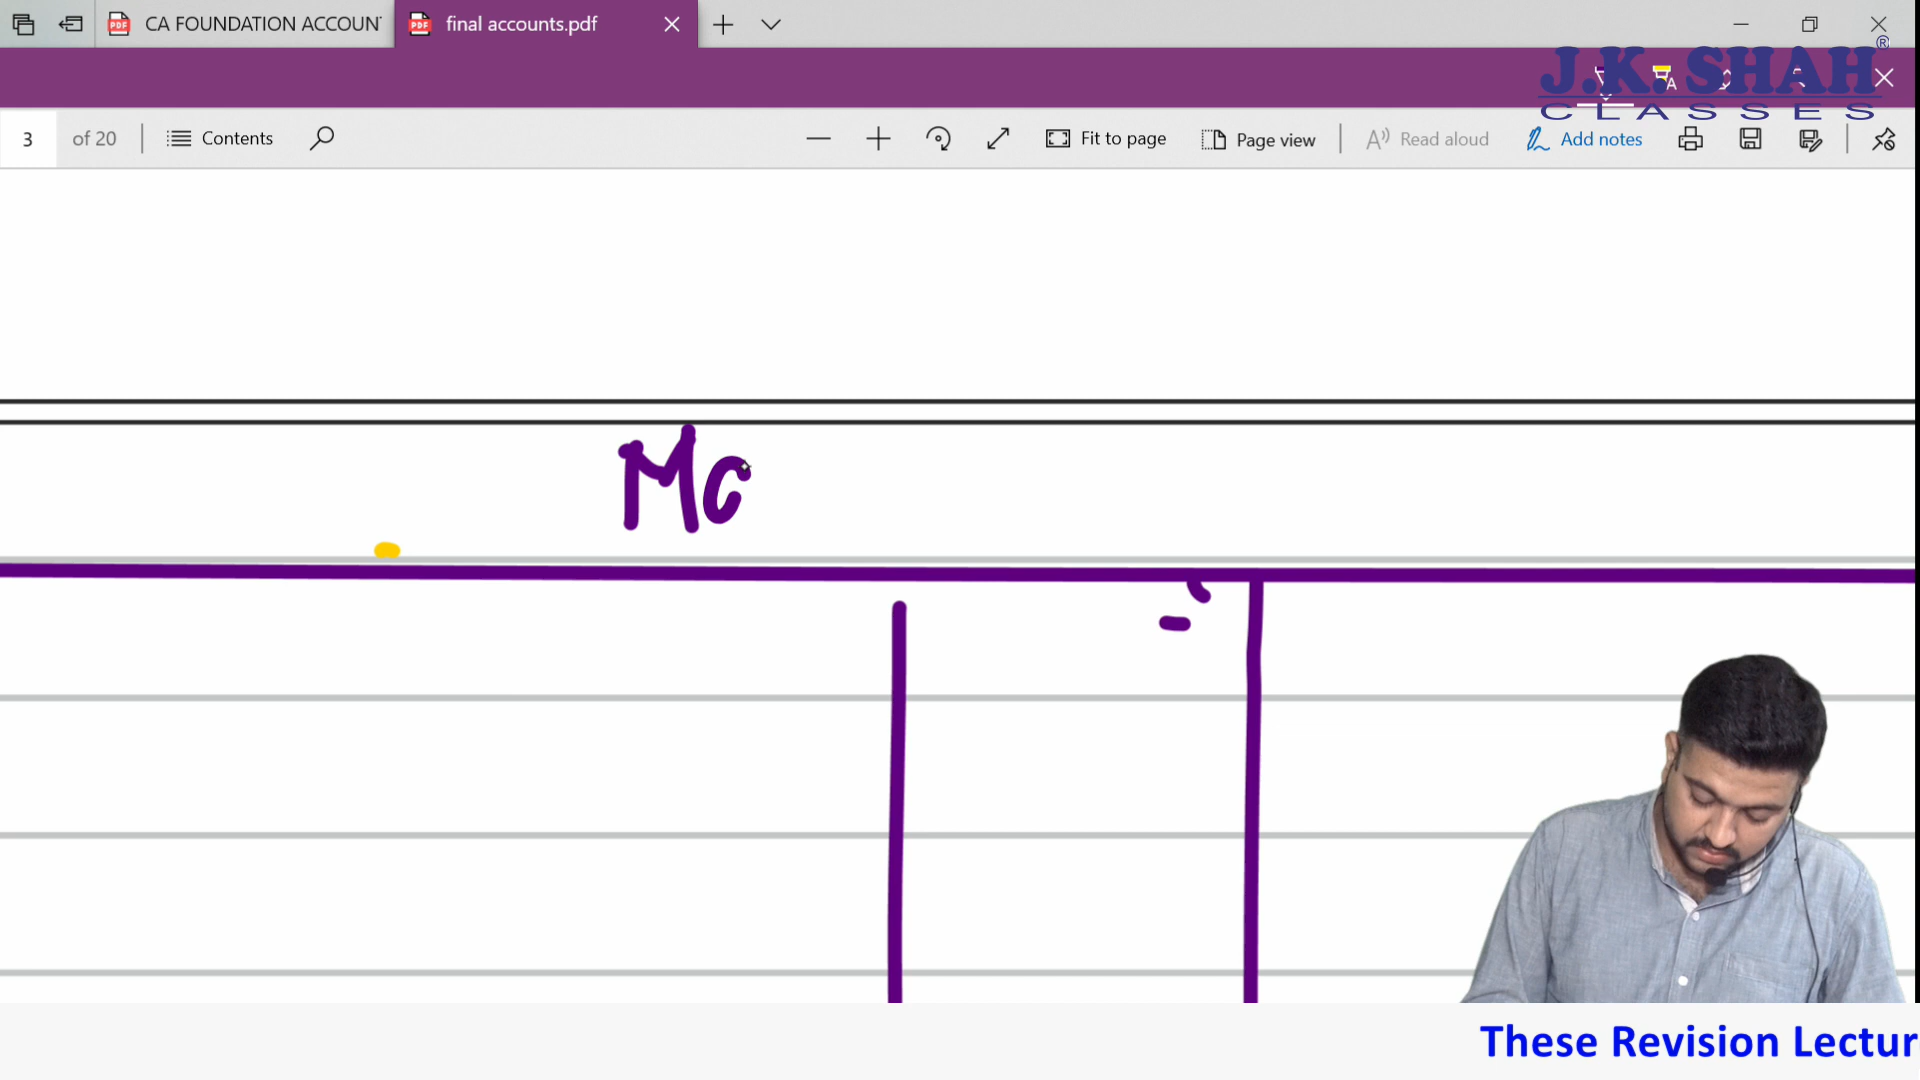 CA FOUNDATION ACCOUN
final accounts.pdf
J.K. SHAH ®
CLASSES
3 of 20
Contents
Fit to page
Page view
Read aloud
Add notes
Mc
These Revision Lectur